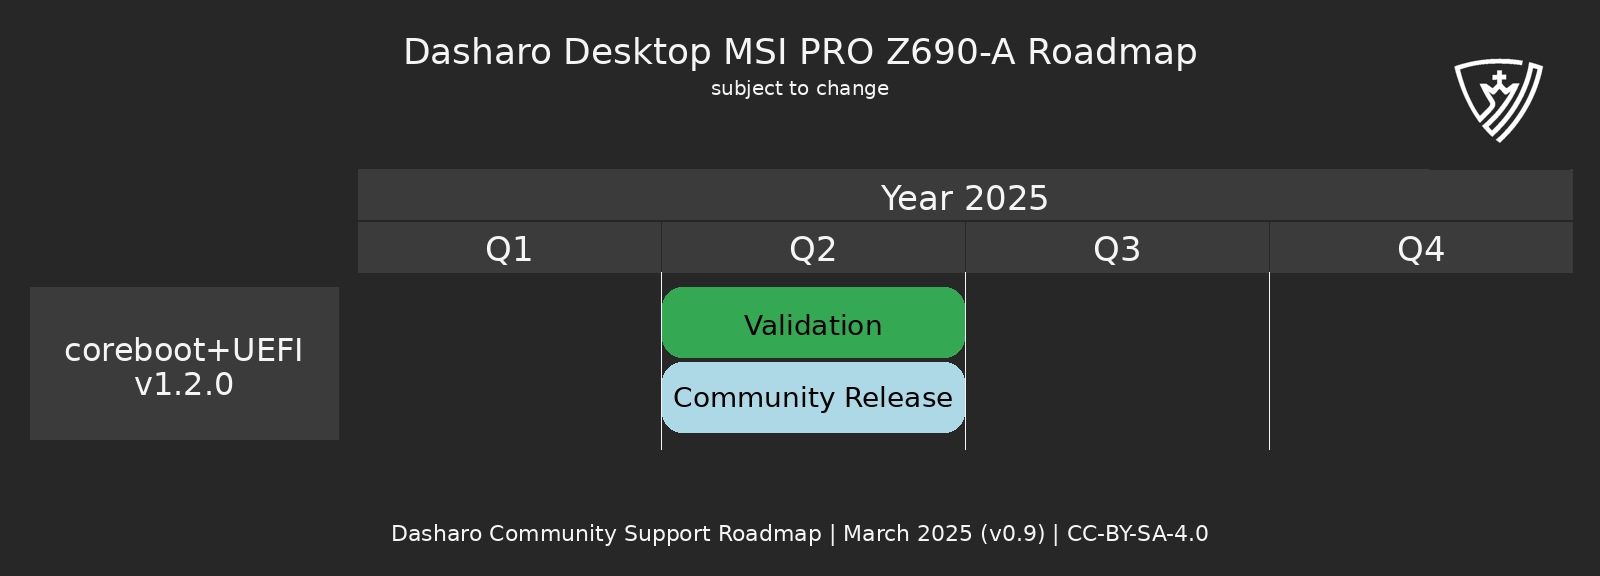 Dasharo Desktop MSI PRO Z690-A Roadmap
subject to change
Year 2025
Q1 Q2 Q3 Q4
coreboot+UEFI
v1.2.0
Validation
Community Release
Dasharo Community Support Roadmap | March 2025 (v0.9) | CC-BY-SA-4.0